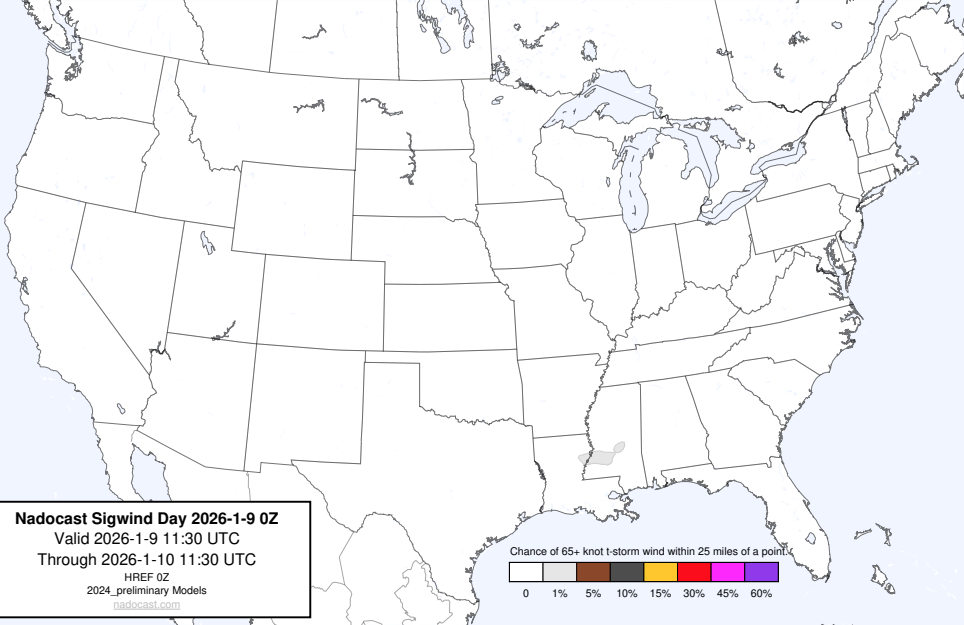 Nadocast Sigwind Day 2026-1-9 0Z
Valid 2026-1-9 11:30 UTC
Through 2026-1-10 11:30 UTC
HREF 0Z
2024_preliminary Models
nadocast.com
Chance of 65+ knot t-storm wind within 25 miles of a point.
0 1% 5% 10% 15% 30% 45% 60%